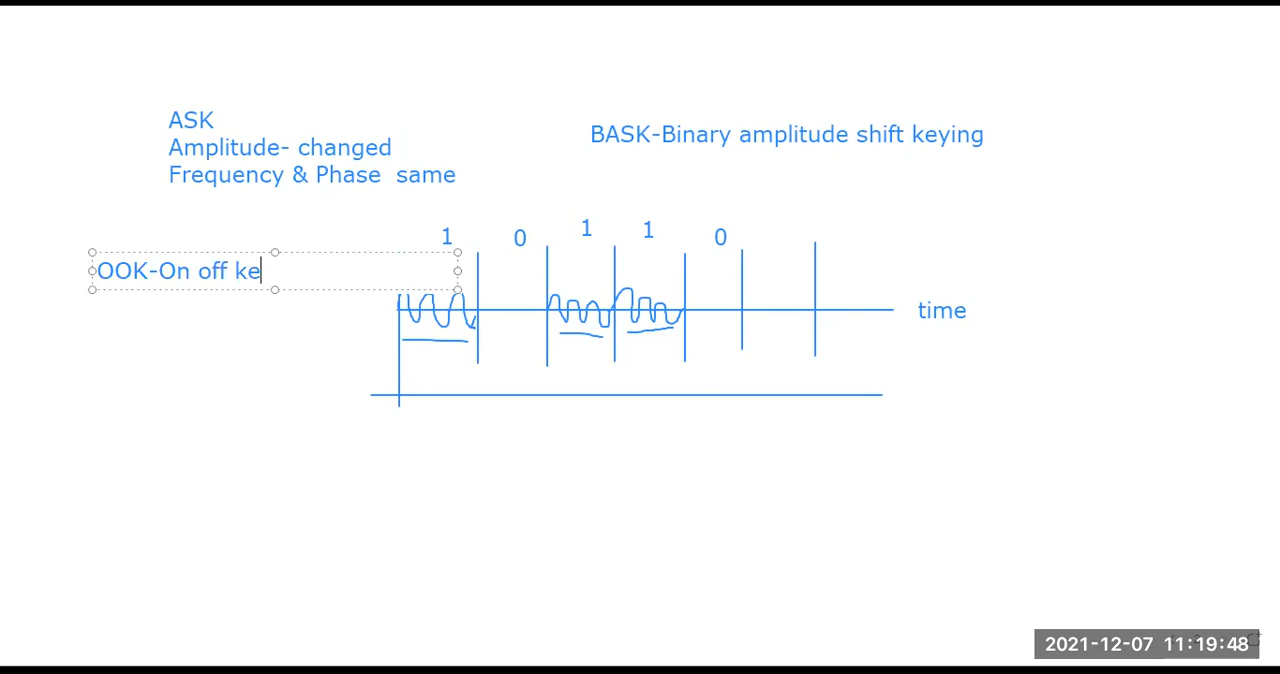 ASK
Amplitude- changed
Frequency & Phase  same
BASK-Binary amplitude shift keying
1 0 1 1 0
OOK-On off ke
time
2021-12-07 11:19:48